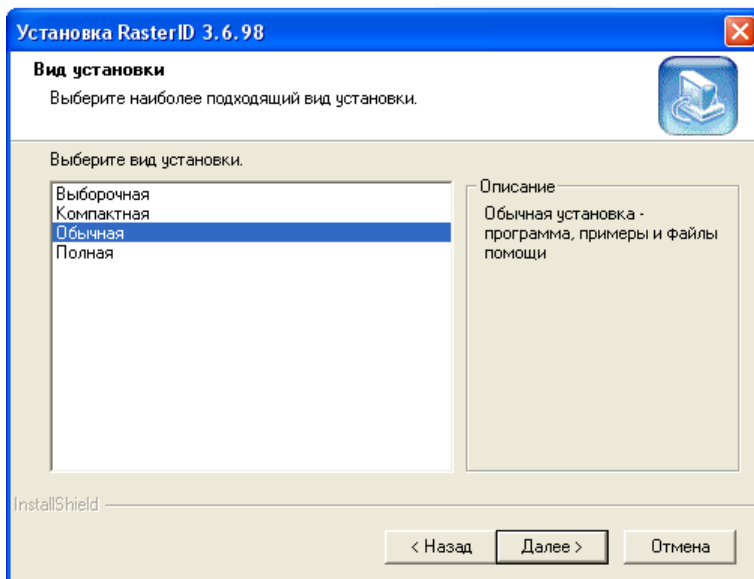 Установка RasterID 3.6.98
Вид установки
Выберите наиболее подходящий вид установки.
Выберите вид установки.
Выборочная
Компактная
Обычная
Полная
Описание
Обычная установка -
программа, примеры и файлы
помощи
InstallShield
< Назад
Далее >
Отмена